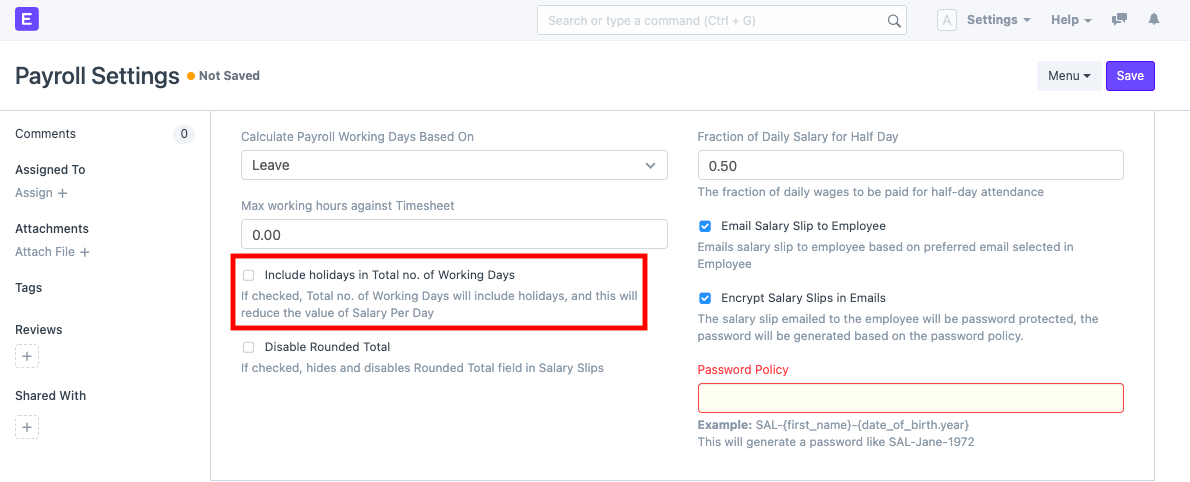 E
Search or type a command (Ctrl + G)
A
Settings
Help
Payroll Settings
Not Saved
Menu
Save
Comments
0
Assigned To
Assign +
Attachments
Attach File +
Tags
Reviews
+
Shared With
+
Calculate Payroll Working Days Based On
Leave
Max working hours against Timesheet
0.00
Include holidays in Total no. of Working Days
If checked, Total no. of Working Days will include holidays, and this will
reduce the value of Salary Per Day
Disable Rounded Total
If checked, hides and disables Rounded Total field in Salary Slips
Fraction of Daily Salary for Half Day
0.50
The fraction of daily wages to be paid for half-day attendance
Email Salary Slip to Employee
Emails salary slip to employee based on preferred email selected in
Employee
Encrypt Salary Slips in Emails
The salary slip emailed to the employee will be password protected, the
password will be generated based on the password policy.
Password Policy
Example: SAL-{first_name}-{date_of_birth.year}
This will generate a password like SAL-Jane-1972